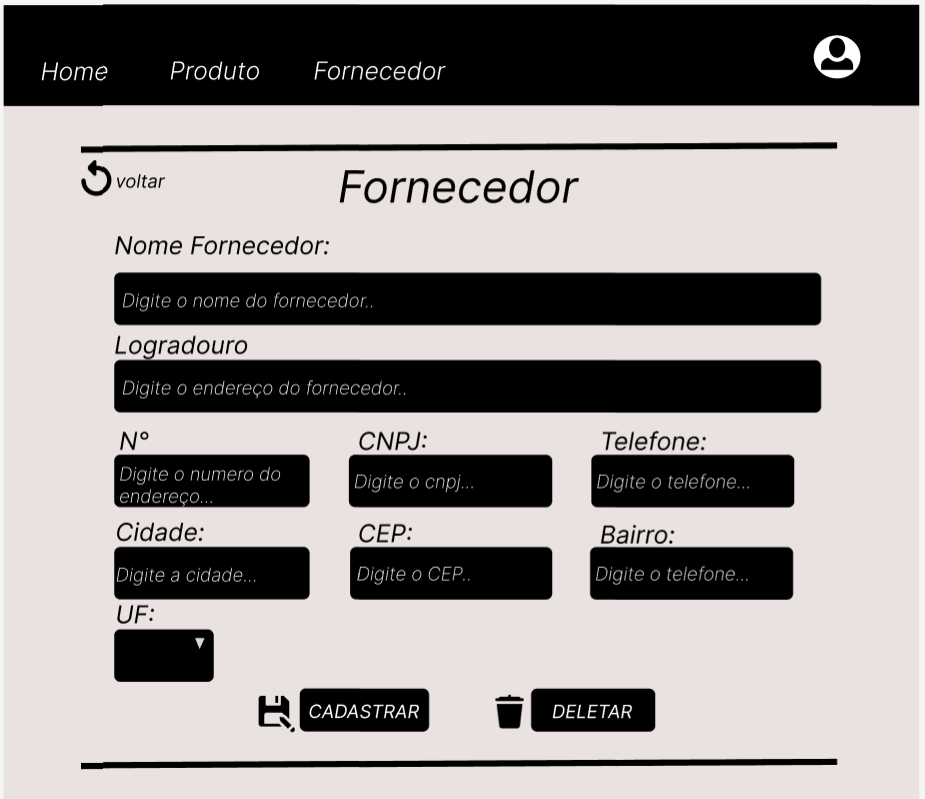 Home Produto Fornecedor
voltar
Fornecedor
Nome Fornecedor:
Digite o nome do fornecedor..
Logradouro
Digite o endereço do fornecedor..
N° CNPJ: Telefone:
Digite o numero do
endereço...
Digite o cnpj...
Digite o telefone...
Cidade: CEP: Bairro:
Digite a cidade... Digite o CEP.. Digite o telefone...
UF:
CADASTRAR DELETAR